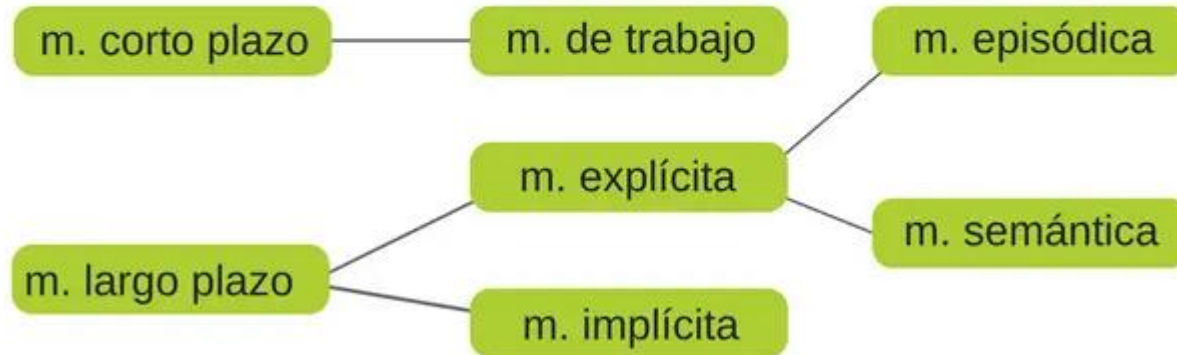 m. corto plazo
m. de trabajo
m. episódica
m. explícita
m. semántica
m. largo plazo
m. implícita